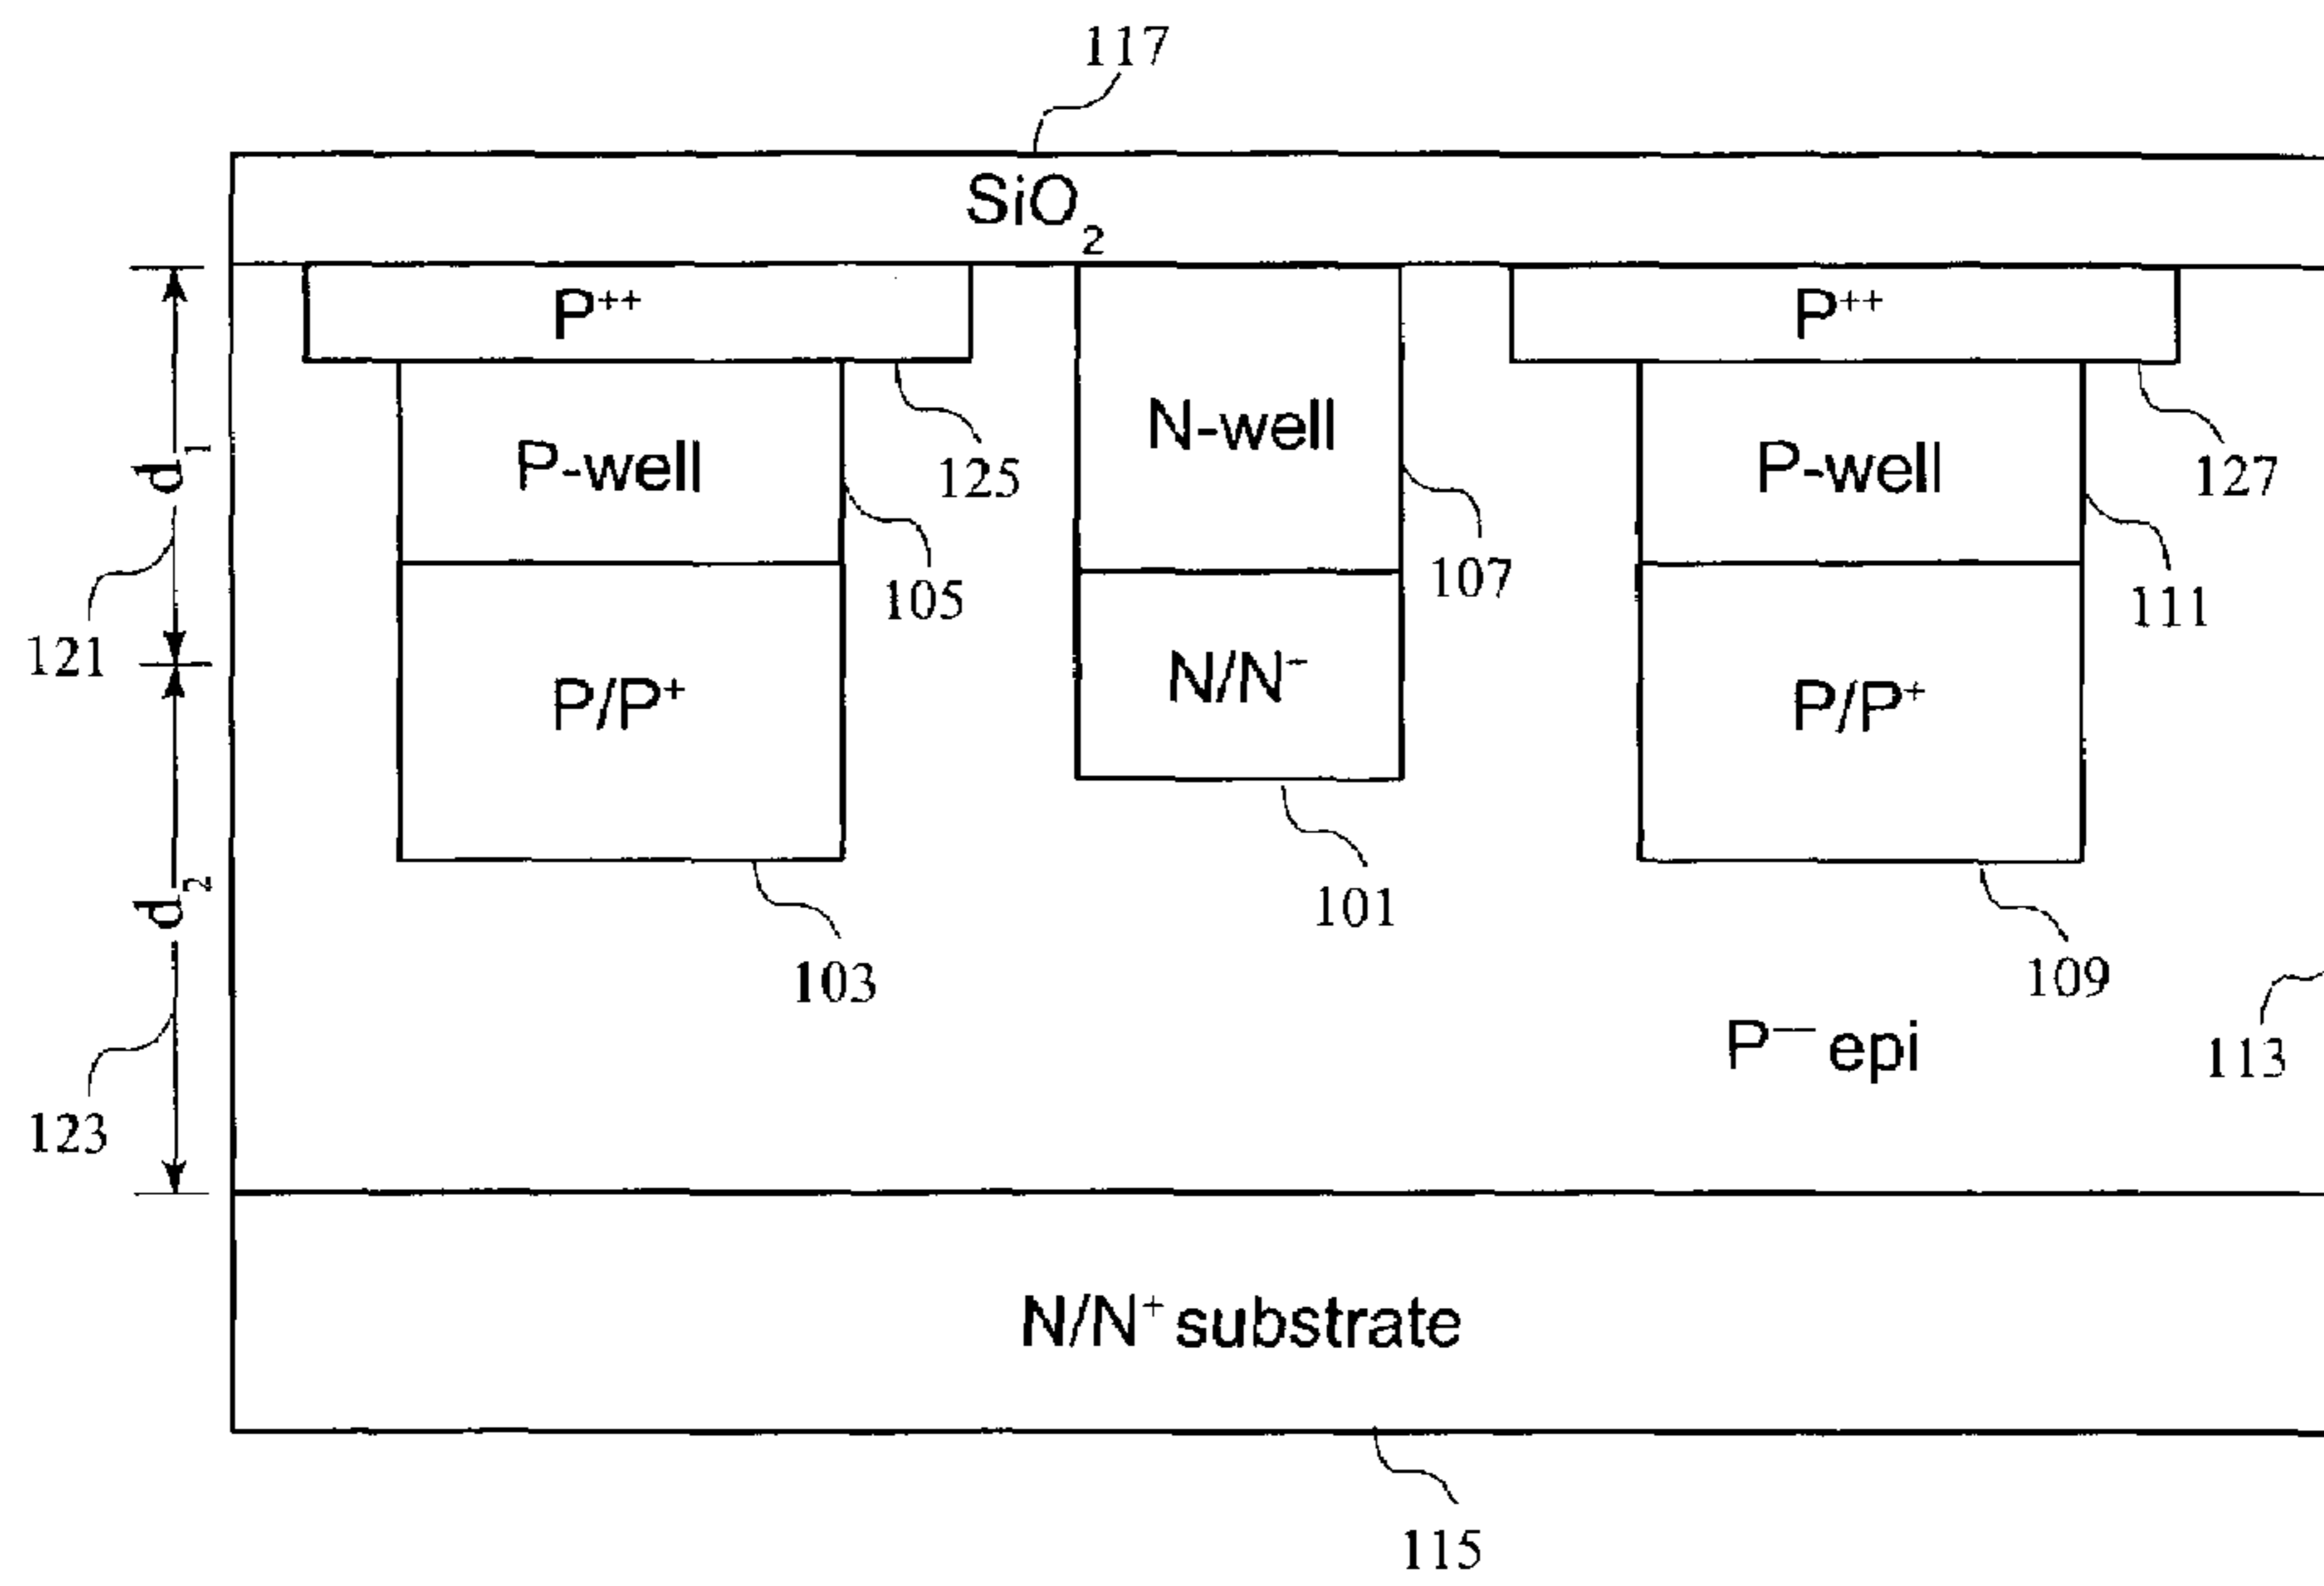 117
SiO₂
P⁺⁺
P⁺⁺
N-well
P-well
P-well
d₁
125
127
105
107
111
121
P/P⁺
N/N⁻
P/P⁺
d₂
101
103
109
P⁻ epi
113
123
N/N⁺ substrate
115